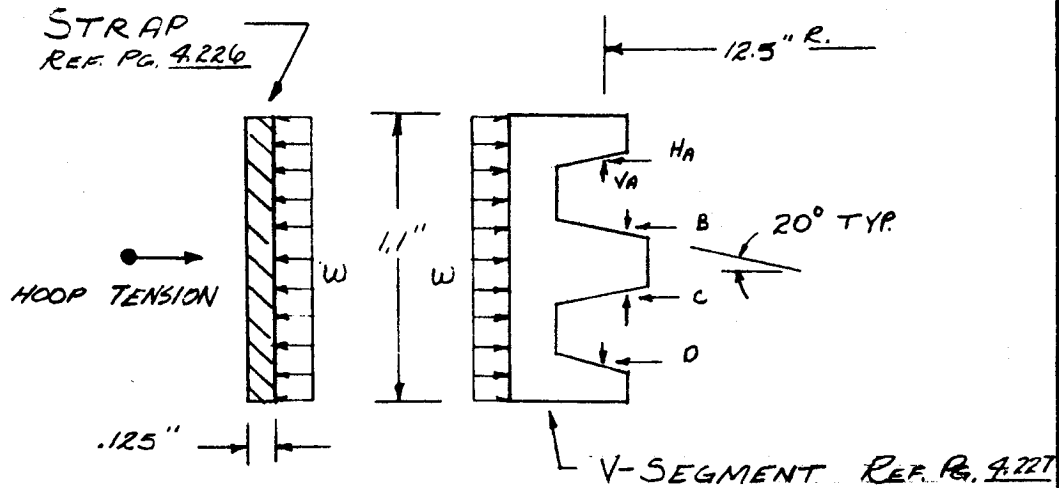 STRAP
REF. PG. 4.226
12.5" R.
HA
VA
B
20° TYP.
1.1"
W
W
HOOP TENSION
C
D
.125"
V-SEGMENT REF. PG. 4.227